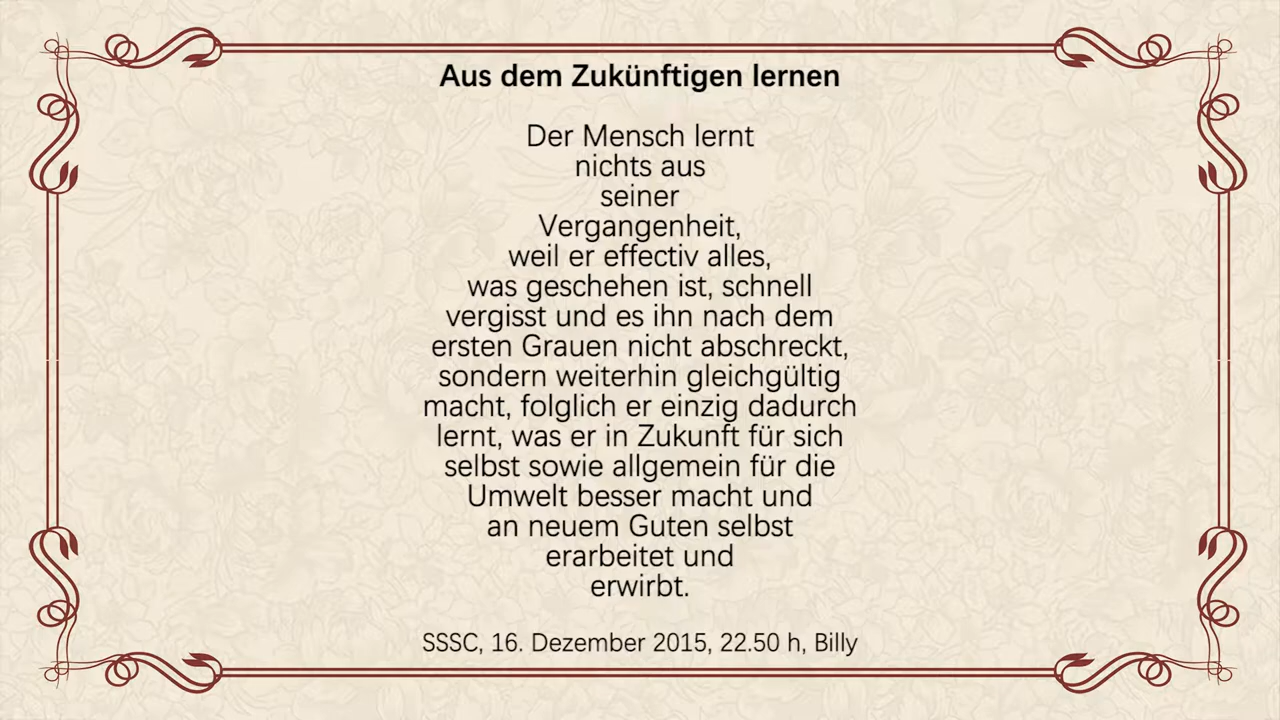 Aus dem Zukünftigen lernen
Der Mensch lernt
nichts aus
seiner
Vergangenheit,
weil er effectiv alles,
was geschehen ist, schnell
vergisst und es ihn nach dem
ersten Grauen nicht abschreckt,
sondern weiterhin gleichgültig
macht, folglich er einzig dadurch
lernt, was er in Zukunft für sich
selbst sowie allgemein für die
Umwelt besser macht und
an neuem Guten selbst
erarbeitet und
erwirbt.
SSSC, 16. Dezember 2015, 22.50 h, Billy